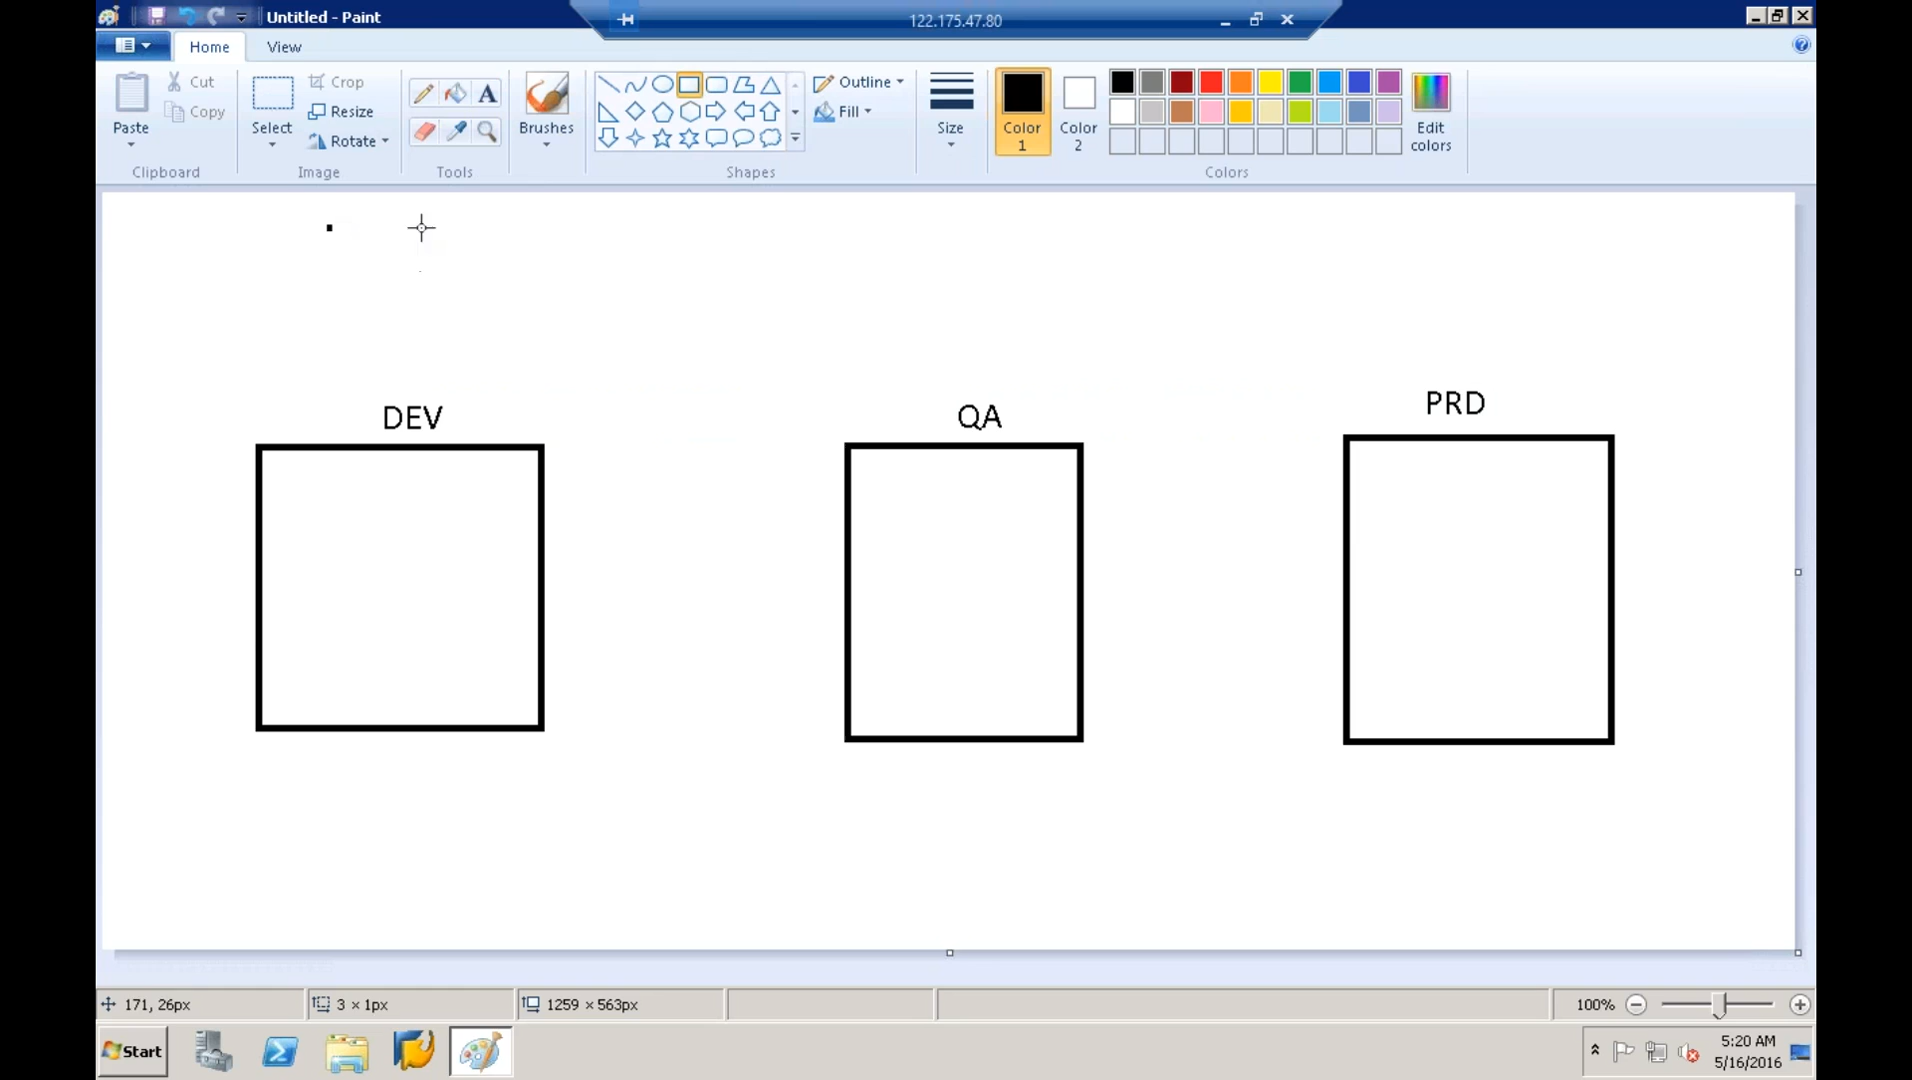 Untitled - Paint
122.175.47.80
Home
View
Paste
Cut
Copy
Clipboard
Select
Crop
Resize
Rotate
Image
A
Tools
Brushes
Outline
Fill
Shapes
Size
Color
1
Color
2
Edit
colors
Colors
DEV
QA
PRD
171, 26px
3 × 1px
1259 × 563px
100%
Start
5:20 AM
5/16/2016